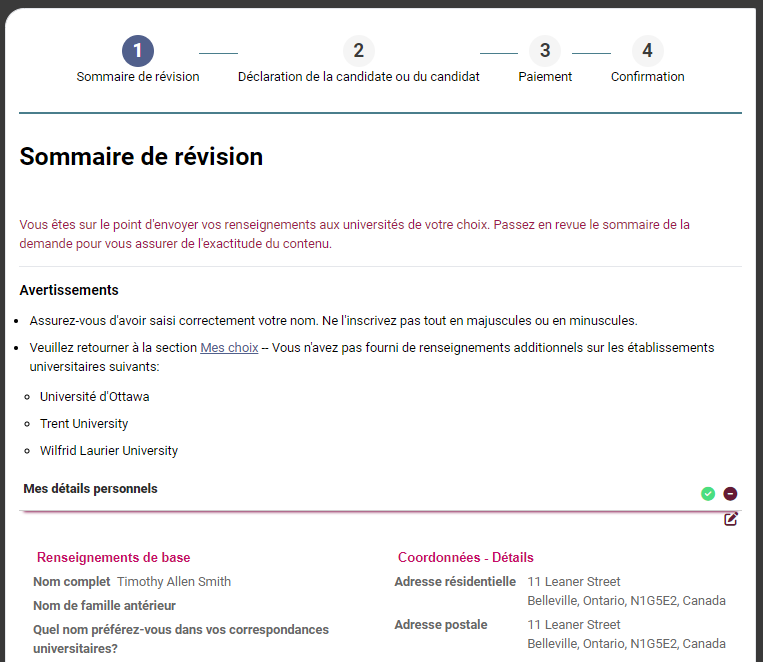 1 2 3 4
Sommaire de révision Déclaration de la candidate ou du candidat Paiement Confirmation
Sommaire de révision
Vous êtes sur le point d'envoyer vos renseignements aux universités de votre choix. Passez en revue le sommaire de la
demande pour vous assurer de l'exactitude du contenu.
Avertissements
Assurez-vous d'avoir saisi correctement votre nom. Ne l'inscrivez pas tout en majuscules ou en minuscules.
Veuillez retourner à la section Mes choix – Vous n'avez pas fourni de renseignements additionnels sur les établissements
universitaires suivants:
Université d'Ottawa
Trent University
Wilfrid Laurier University
Mes détails personnels
Renseignements de base
Nom complet Timothy Allen Smith
Nom de famille antérieur
Quel nom préférez-vous dans vos correspondances
universitaires?
Coordonnées - Détails
Adresse résidentielle 11 Leaner Street
Belleville, Ontario, N1G5E2, Canada
Adresse postale 11 Leaner Street
Belleville, Ontario, N1G5E2, Canada